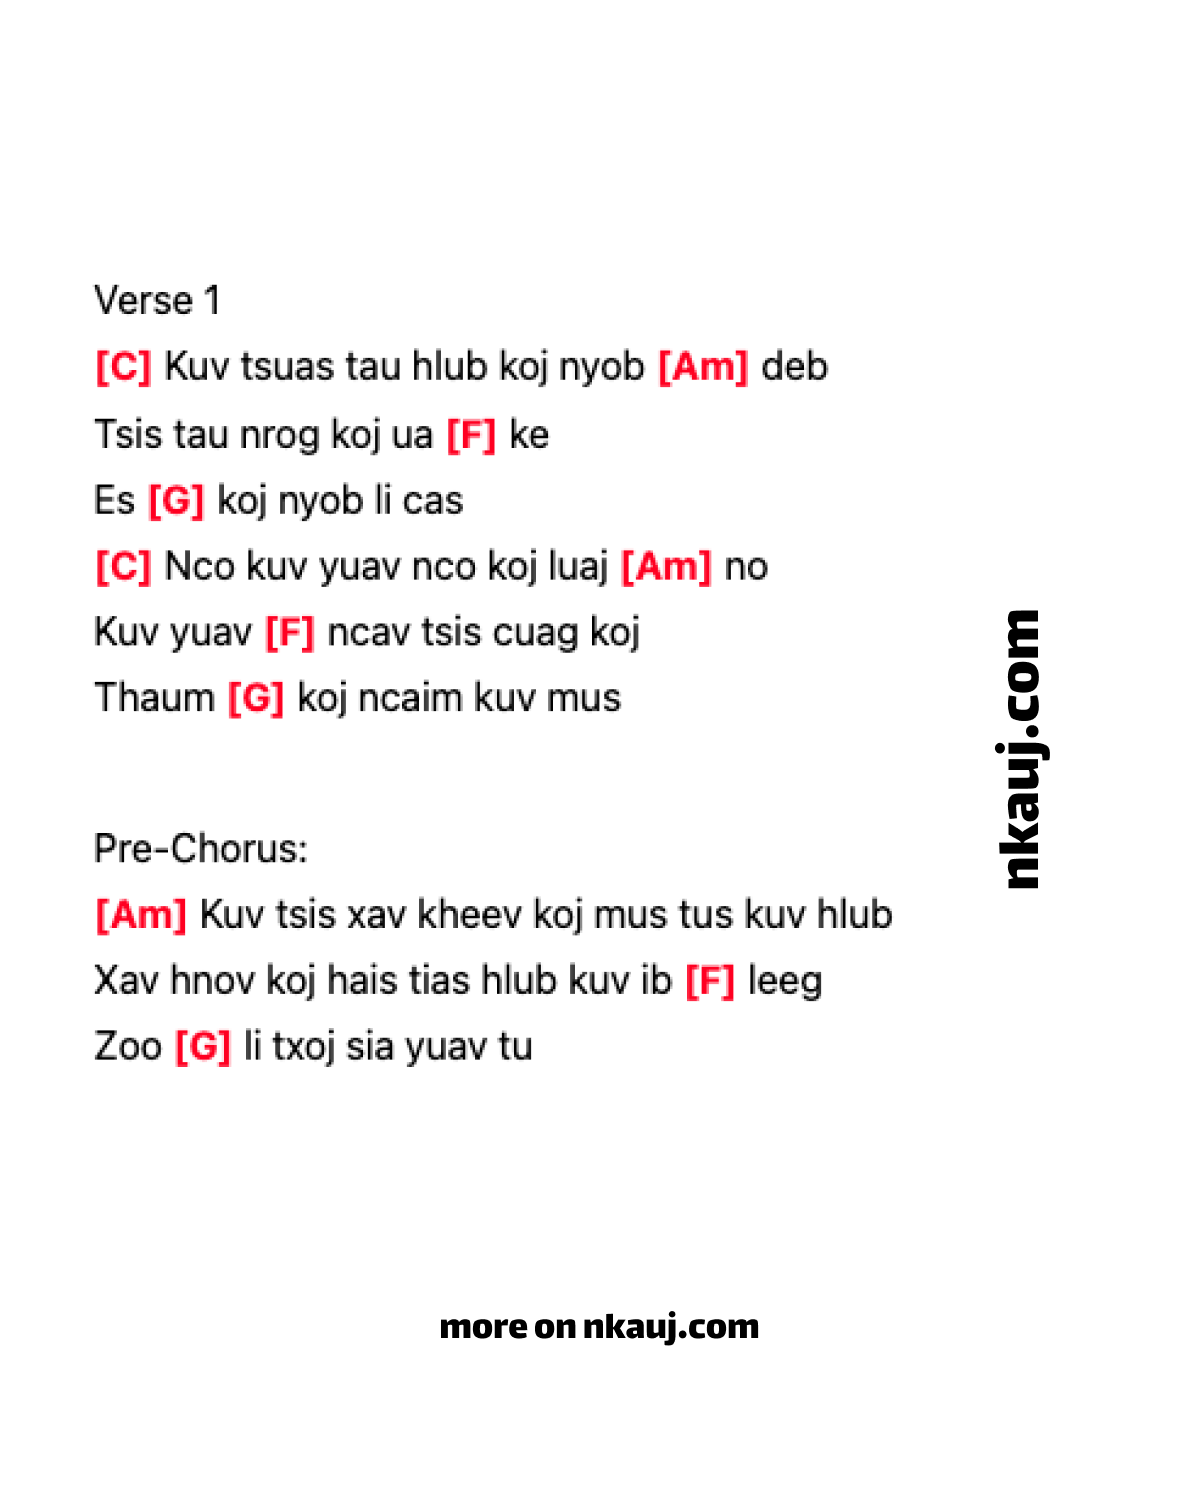 Verse 1
[C] Kuv tsuas tau hlub koj nyob [Am] deb
Tsis tau nrog koj ua [F] ke
Es [G] koj nyob li cas
[C] Nco kuv yuav nco koj luaj [Am] no
Kuv yuav [F] ncav tsis cuag koj
Thaum [G] koj ncaim kuv mus
Pre-Chorus:
[Am] Kuv tsis xav kheev koj mus tus kuv hlub
Xav hnov koj hais tias hlub kuv ib [F] leeg
Zoo [G] li txoj sia yuav tu
nkauj.com
more on nkauj.com